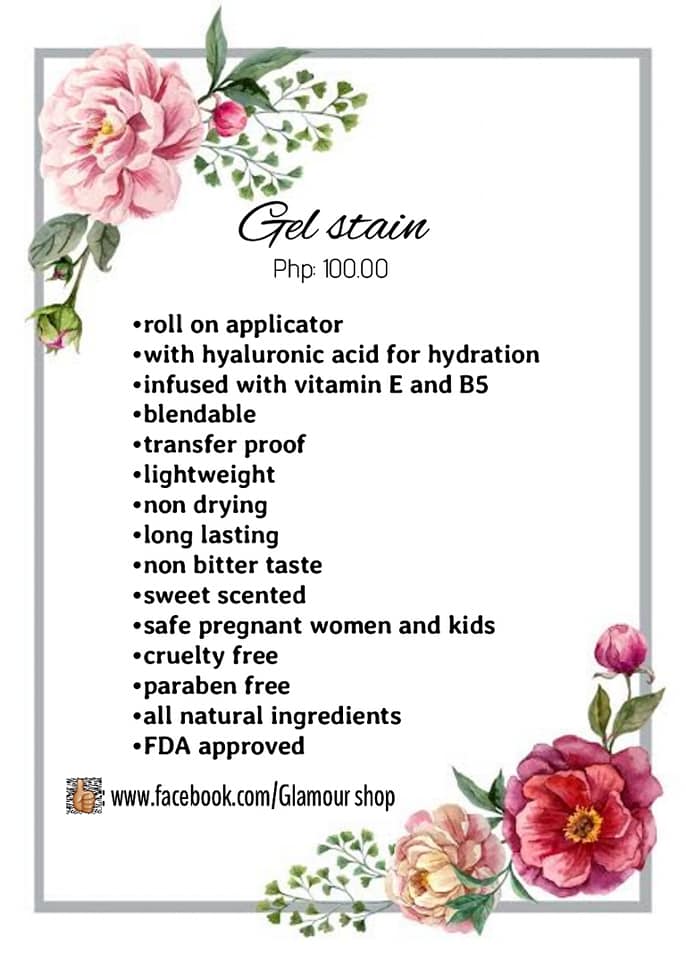 Gel stain
Php: 100.00
•roll on applicator
•with hyaluronic acid for hydration
•infused with vitamin E and B5
•blendable
•transfer proof
•lightweight
•non drying
•long lasting
•non bitter taste
•sweet scented
•safe pregnant women and kids
•cruelty free
•paraben free
•all natural ingredients
•FDA approved
www.facebook.com/Glamour shop